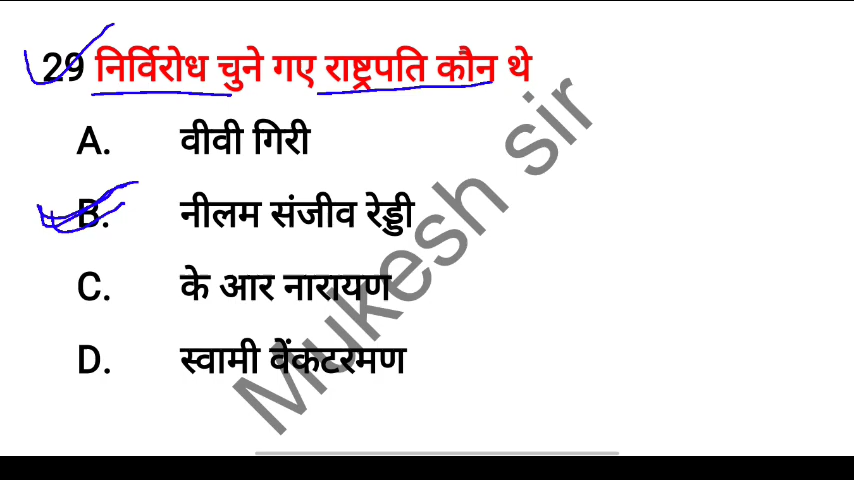 29 निर्विरोध चुने गए राष्ट्रपति कौन थे
A. वीवी गिरी
B. नीलम संजीव रेड्डी
C. के आर नारायण
D. स्वामी वेंकटरमण
Mukesh sir